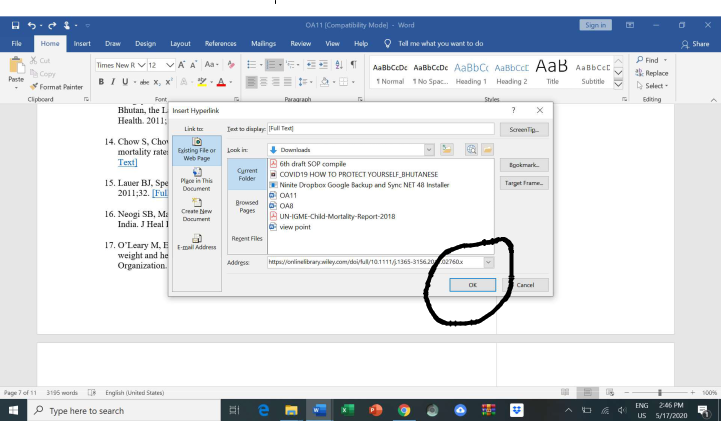 OA11 [Compatibility Mode] - Word
Sign in
File Home Insert Draw Design Layout References Mailings Review View Help Tell me what you want to do Share
Paste
Cut
Copy
Format Painter
Clipboard
Times New R 12 A A Aa
B I U abc x x A
Font
Paragraph
AaBbCcDc AaBbCcDc AaBbCc AaBbCcC AaB AaBbCcD
¶ Normal ¶ No Spac... Heading 1 Heading 2 Title Subtitle
Styles
Find
Replace
Select
Editing
Bhutan, the L
Health. 2011;
14. Chow S, Chow
mortality rates
Text]
15. Lauer BJ, Spe
2011;32. [Full
16. Neogi SB, Ma
India. J Heal I
17. O’Leary M, E
weight and he
Organization.
Insert Hyperlink ? ×
Link to:
Existing File or
Web Page
Place in This
Document
Create New
Document
E-mail Address
Text to display: [Full Text] ScreenTip...
Look in: Downloads
Current
Folder
Browsed
Pages
Recent Files
6th draft SOP compile
COVID19 HOW TO PROTECT YOURSELF_BHUTANESE
Ninite Dropbox Google Backup and Sync NET 48 Installer
OA11
OA8
UN-IGME-Child-Mortality-Report-2018
view point
Bookmark...
Target Frame...
Address: https://onlinelibrary.wiley.com/doi/full/10.1111/j.1365-3156.20 .02760.x
OK Cancel
Page 7 of 11 3195 words English (United States) 100%
Type here to search
ENG 2:46 PM
US 5/17/2020